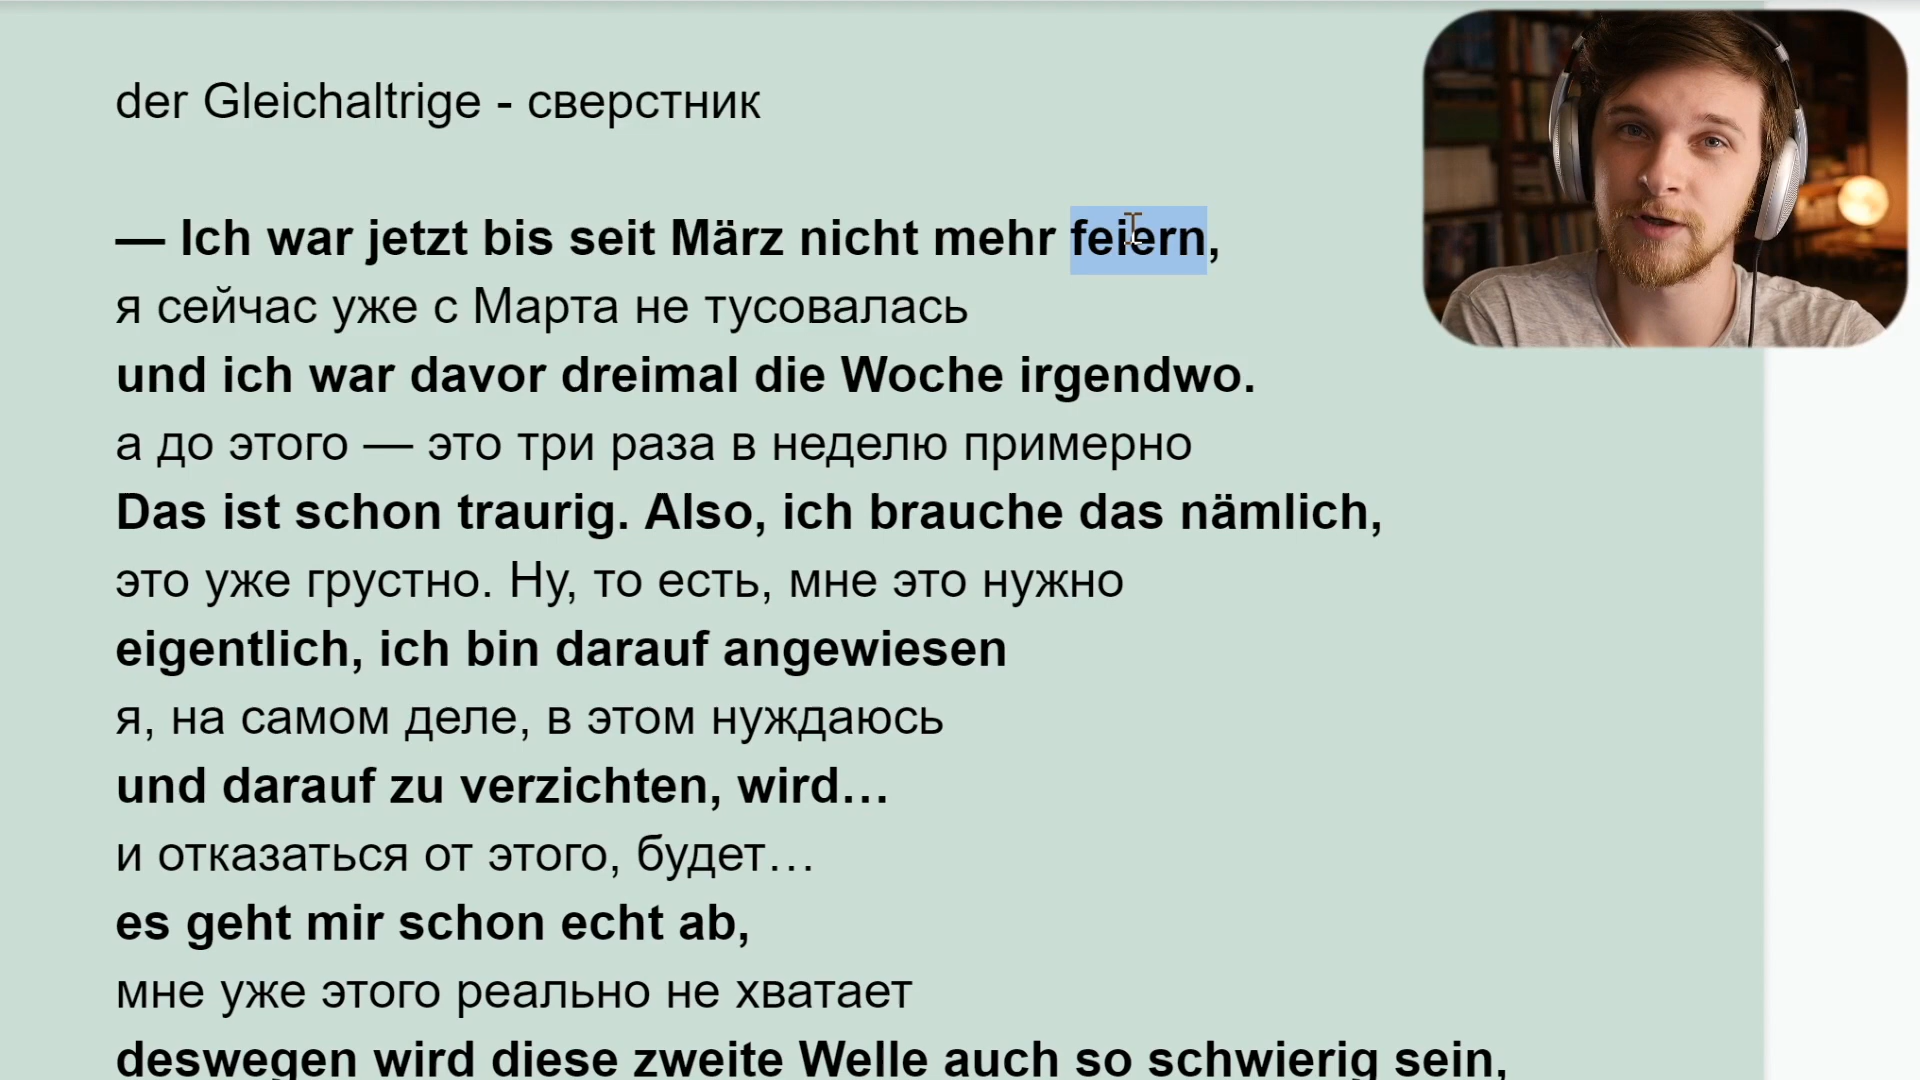 der Gleichaltrige - сверстник
— Ich war jetzt bis seit März nicht mehr feiern,
я сейчас уже с Марта не тусовалась
und ich war davor dreimal die Woche irgendwo.
а до этого — это три раза в неделю примерно
Das ist schon traurig. Also, ich brauche das nämlich,
это уже грустно. Ну, то есть, мне это нужно
eigentlich, ich bin darauf angewiesen
я, на самом деле, в этом нуждаюсь
und darauf zu verzichten, wird…
и отказаться от этого, будет…
es geht mir schon echt ab,
мне уже этого реально не хватает
deswegen wird diese zweite Welle auch so schwierig sein,